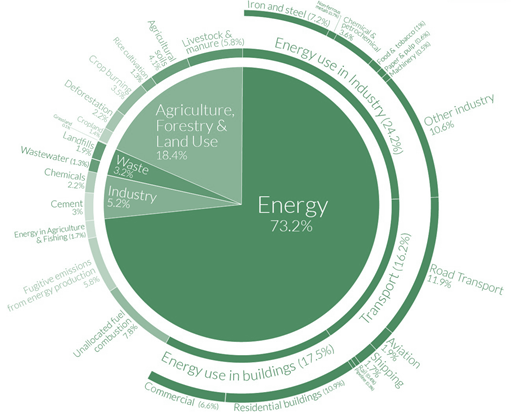 Iron and steel (7.2%)
Chemical &
petrochemical
3.6%
Food & tobacco (1%)
Paper & pulp (0.6%)
Machinery (0.5%)
Other industry
10.6%
Energy use in Industry (24.2%)
Transport (16.2%)
Road Transport
11.9%
Aviation
1.9%
Shipping
1.7%
Energy use in buildings (17.5%)
Residential buildings (10.9%)
Commercial (6.6%)
Unallocated fuel
combustion
7.8%
Fugitive emissions
from energy production
5.8%
Energy in Agriculture
& Fishing (1.7%)
Cement
3%
Chemicals
2.2%
Wastewater (1.3%)
Landfills
1.9%
Cropland
Deforestation
2.2%
Crop burning
3.5%
Rice cultivation
1.3%
Agricultural
soils
4.1%
Livestock &
manure (5.8%)
Agriculture,
Forestry &
Land Use
18.4%
Waste
3.2%
Industry
5.2%
Energy
73.2%